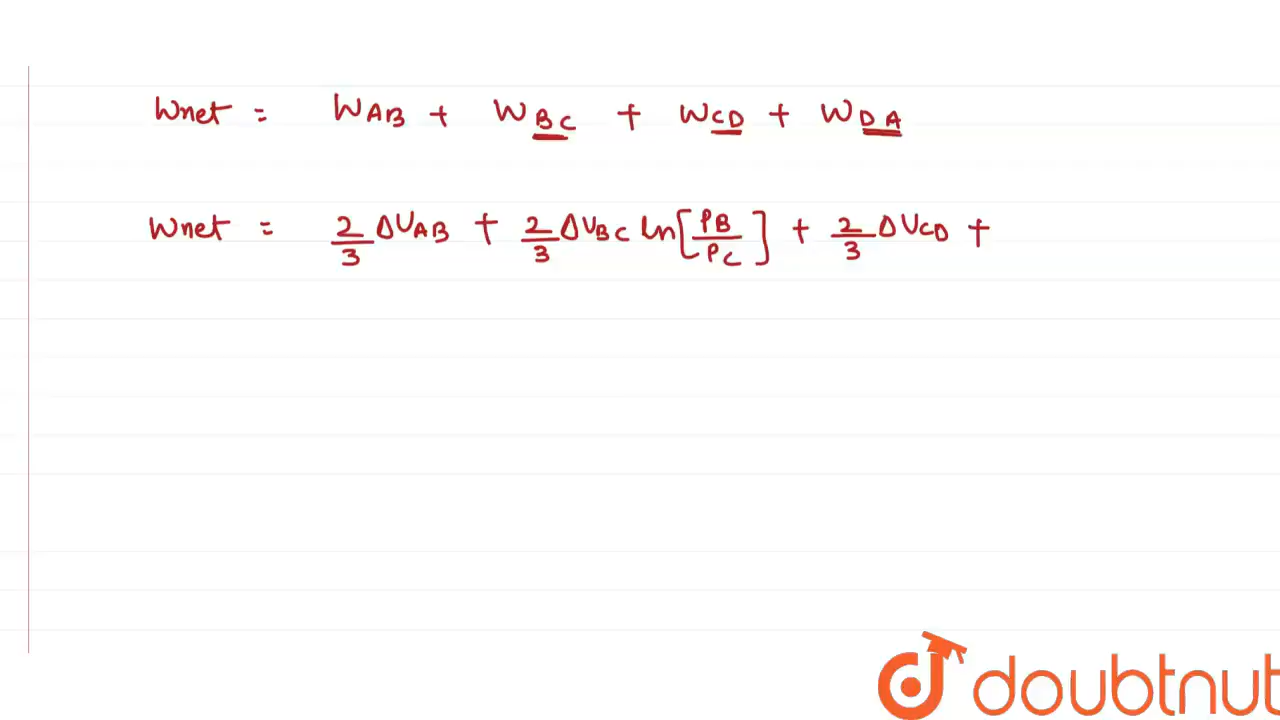 Wnet = WAB + WBC + WCD + WDA
Wnet = 2/3 ΔUAB + 2/3 ΔUBC ln[PB/PC] + 2/3 ΔUCD +
doubtnut